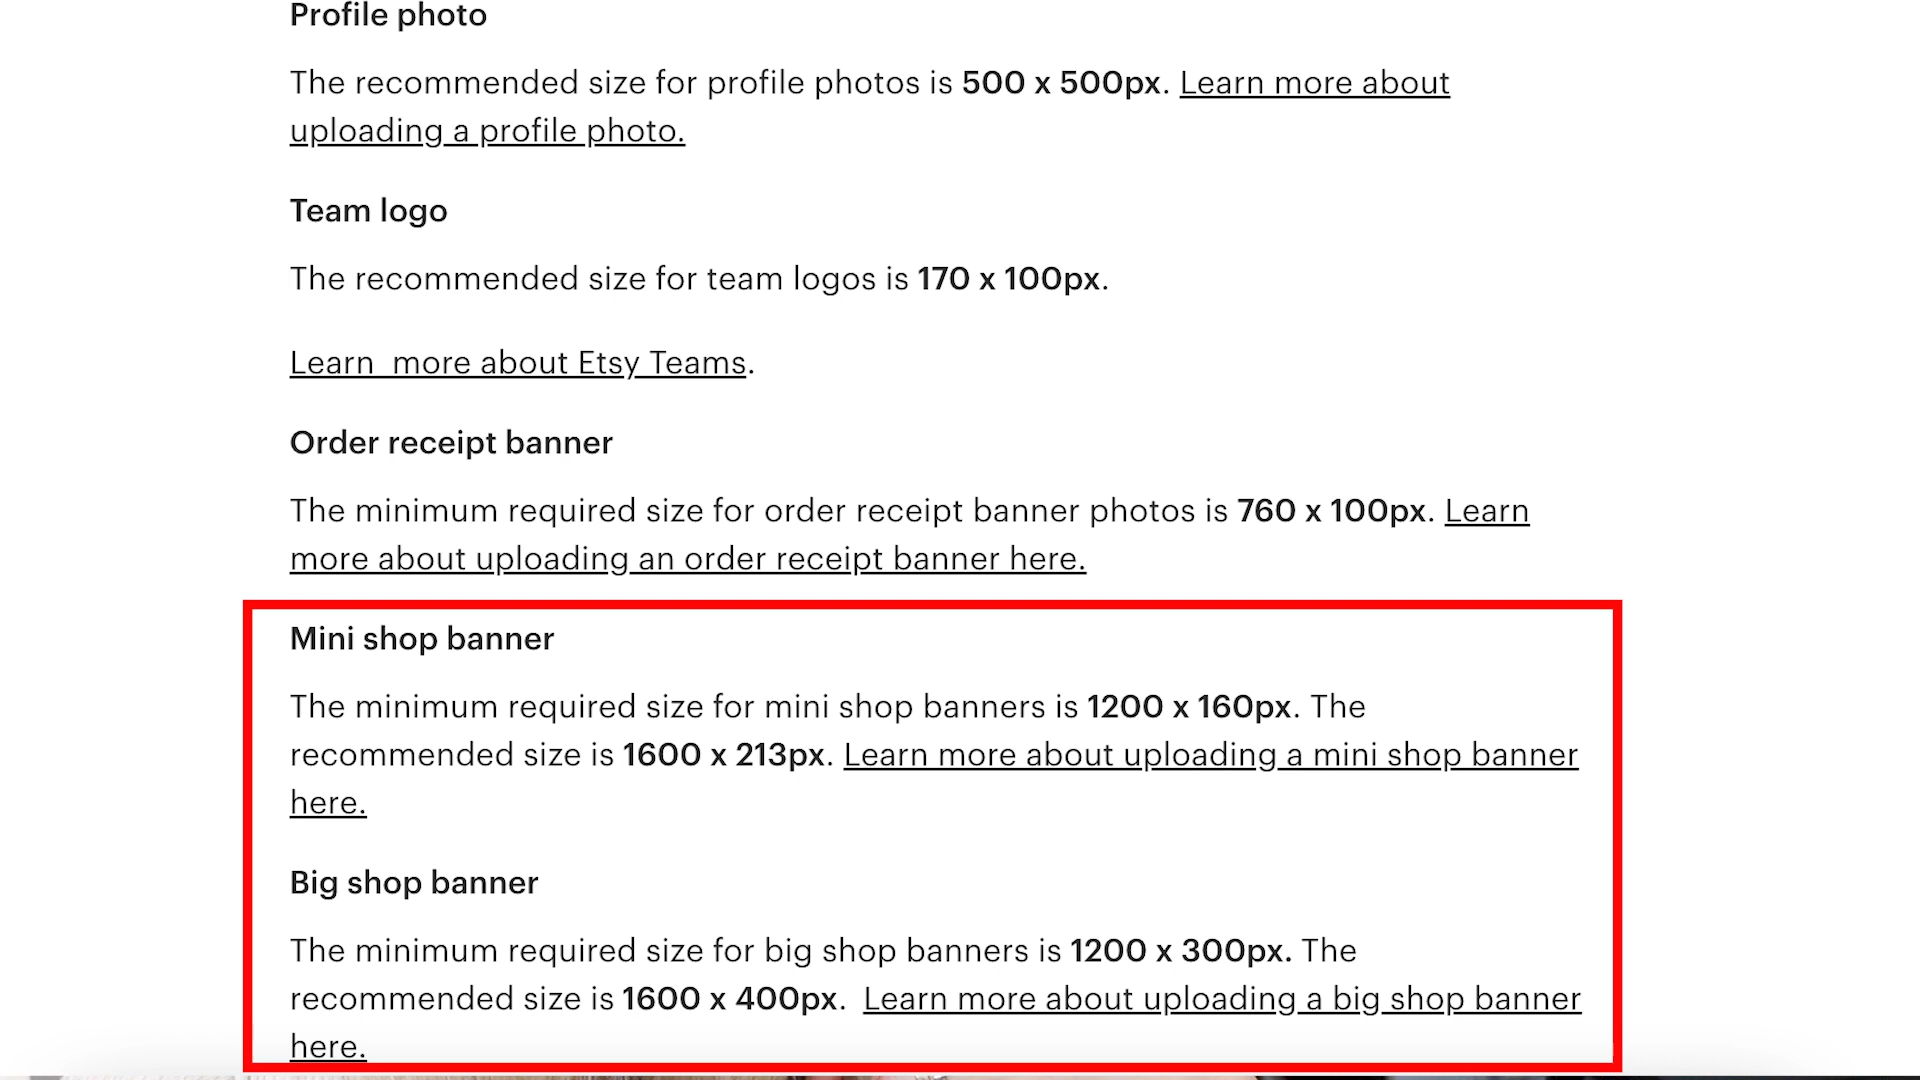 Profile photo
The recommended size for profile photos is 500 x 500px. Learn more about
uploading a profile photo.
Team logo
The recommended size for team logos is 170 x 100px.
Learn  more about Etsy Teams.
Order receipt banner
The minimum required size for order receipt banner photos is 760 x 100px. Learn
more about uploading an order receipt banner here.
Mini shop banner
The minimum required size for mini shop banners is 1200 x 160px. The
recommended size is 1600 x 213px. Learn more about uploading a mini shop banner
here.
Big shop banner
The minimum required size for big shop banners is 1200 x 300px. The
recommended size is 1600 x 400px.  Learn more about uploading a big shop banner
here.